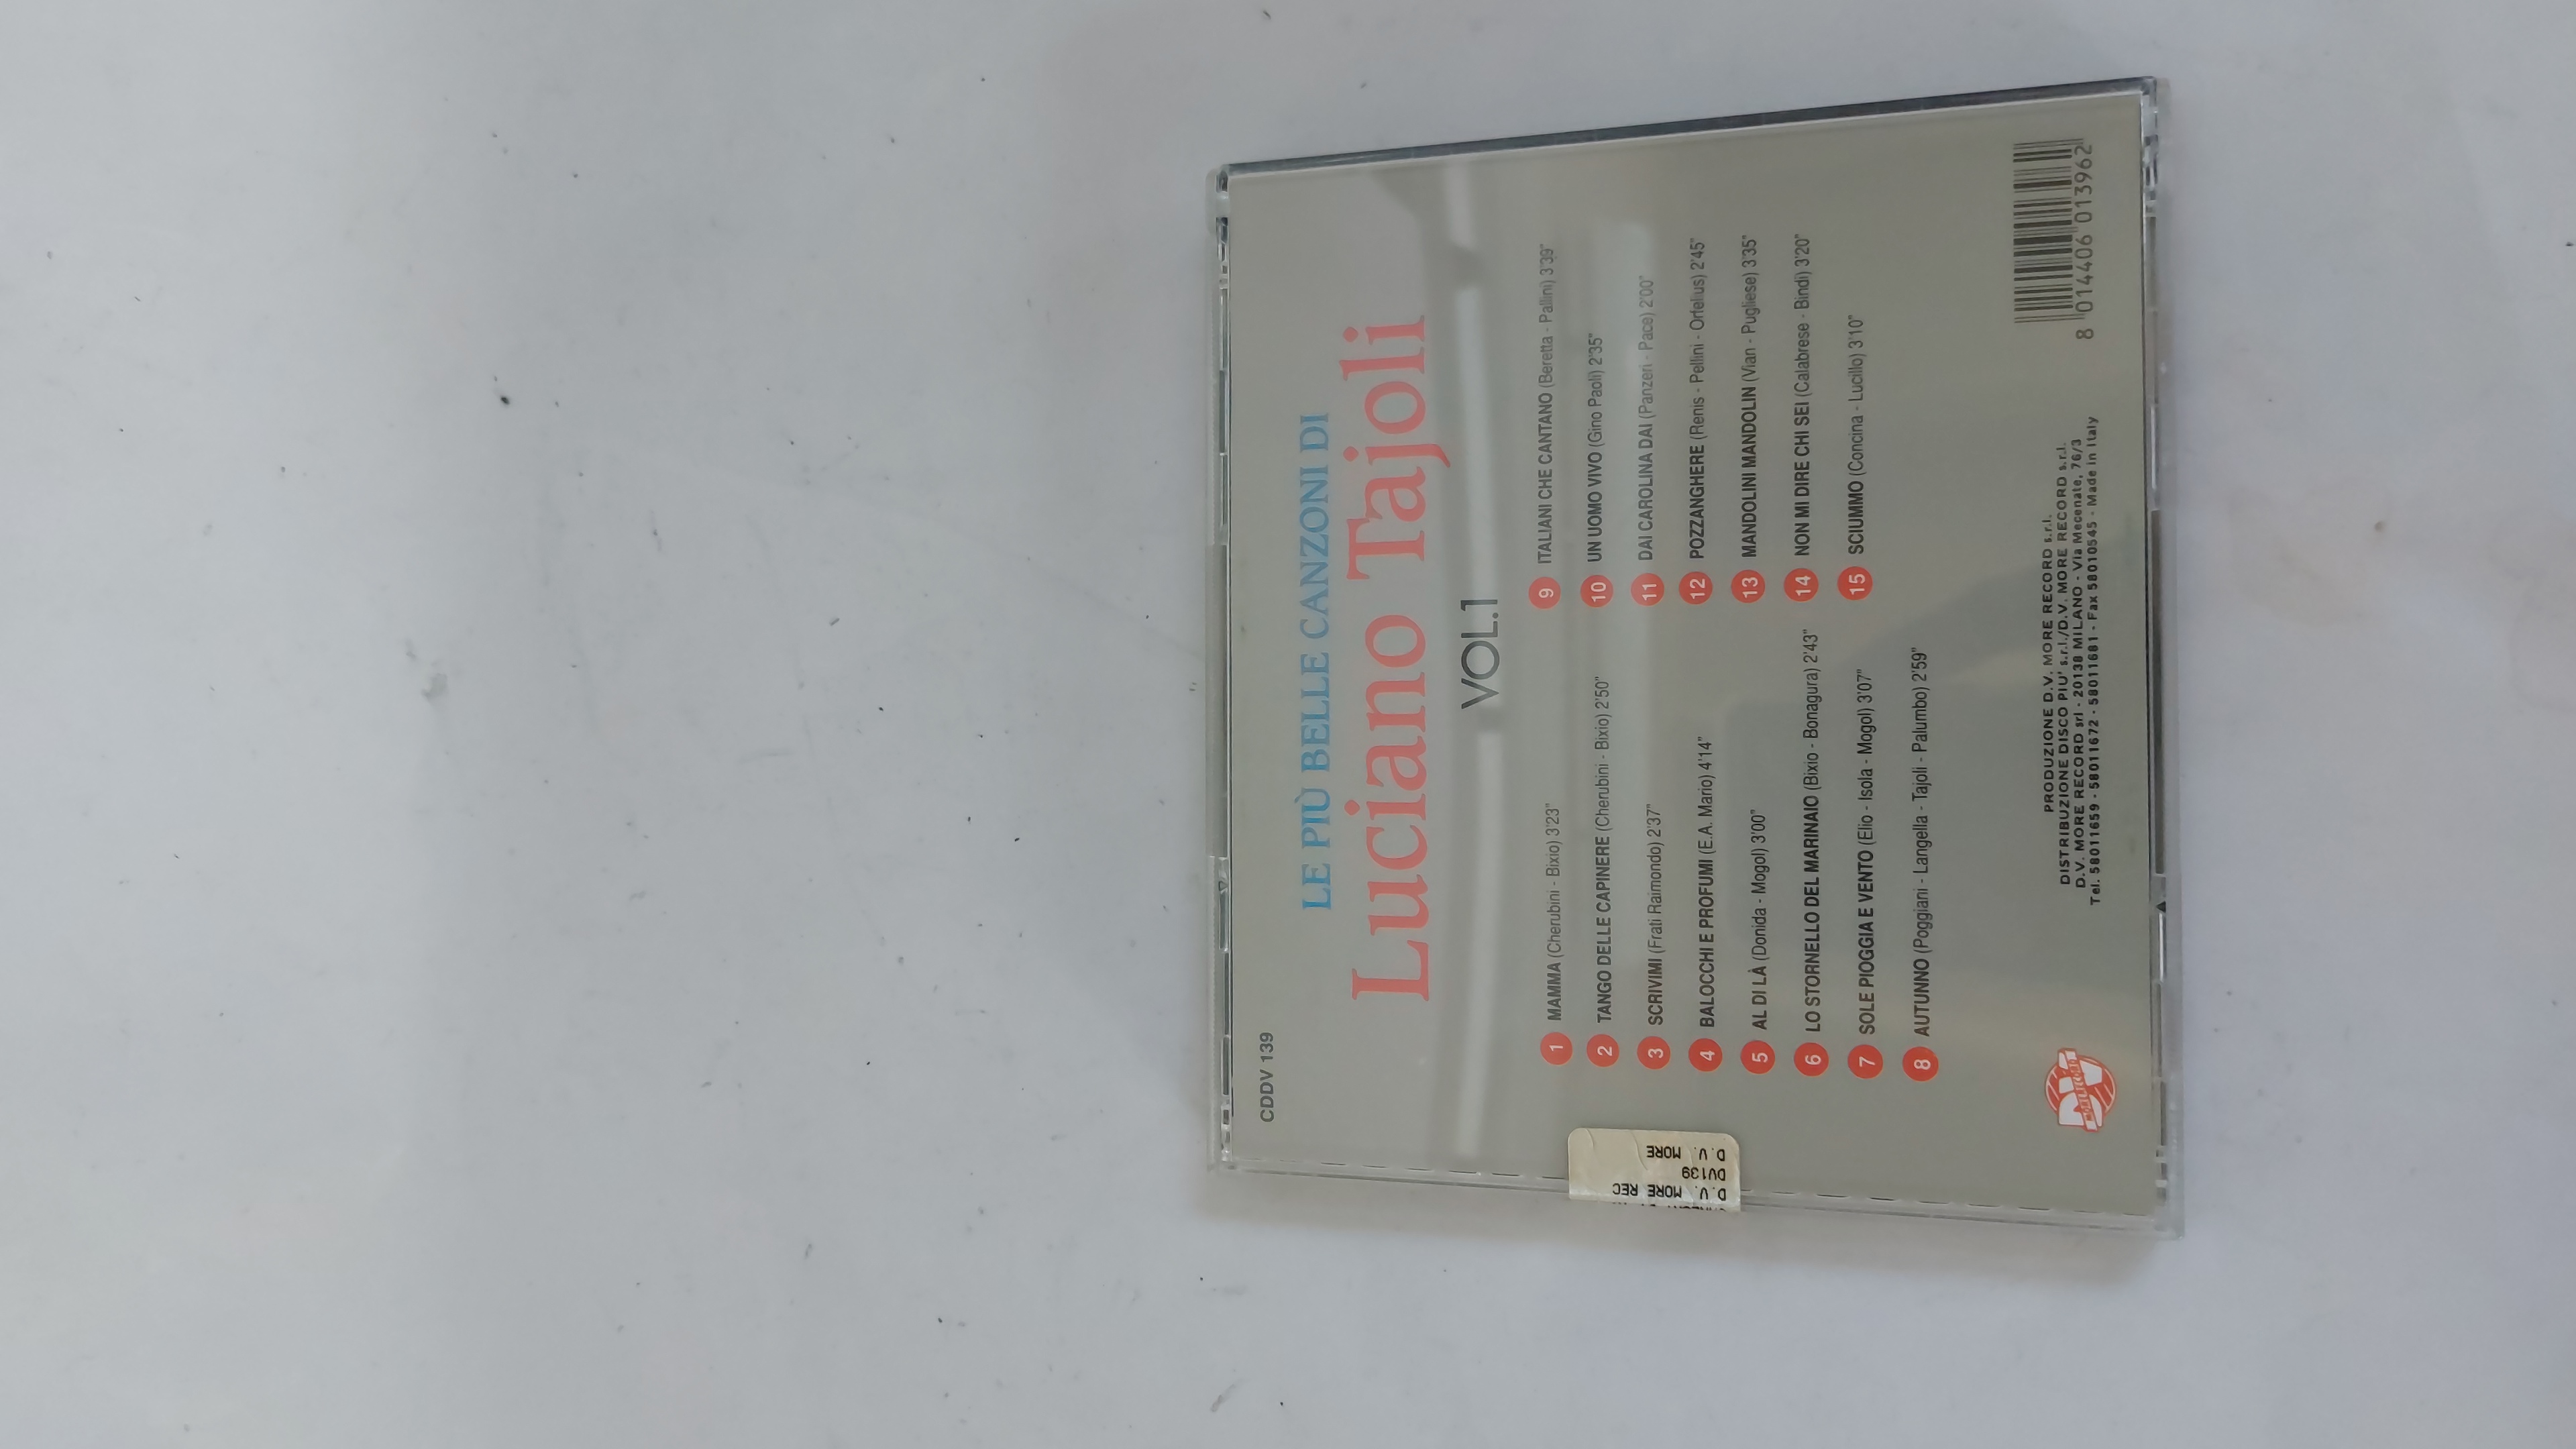 CDDV 139
LE PIÙ BELLE CANZONI DI
Luciano Tajoli
VOL.1
1 MAMMA (Cherubini - Bixio) 3'23"
2 TANGO DELLE CAPINERE (Cherubini - Bixio) 2'50"
3 SCRIVIMI (Frati Raimondo) 2'37"
4 BALOCCHI E PROFUMI (E.A. Mario) 4'14"
5 AL DI LÀ (Donida - Mogol) 3'00"
6 LO STORNELLO DEL MARINAIO (Bixio - Bonagura) 2'43"
7 SOLE PIOGGIA E VENTO (Elio - Isola - Mogol) 3'07"
8 AUTUNNO (Poggiani - Langella - Tajoli - Palumbo) 2'59"
9 ITALIANI CHE CANTANO (Beretta - Pallini) 3'39"
10 UN UOMO VIVO (Gino Paoli) 2'35"
11 DAI CAROLINA DAI (Panzeri - Pace) 2'00"
12 POZZANGHERE (Renis - Pellini - Ortelius) 2'45"
13 MANDOLINI MANDOLIN (Vian - Pugliese) 3'35"
14 NON MI DIRE CHI SEI (Calabrese - Bindi) 3'20"
15 SCIUMMO (Concina - Lucillo) 3'10"
PRODUZIONE D.V. MORE RECORD s.r.l.
DISTRIBUZIONE DISCO PIU' s.r.l./D.V. MORE RECORD s.r.l.
D.V. MORE RECORD srl - 20138 MILANO - Via Mecenate, 76/3
Tel. 58011659 - 58011672 - 58011681 - Fax 58010545 - Made in Italy
8 014406 013962
DV
D.V. MORE REC
DV139
D.V. MORE